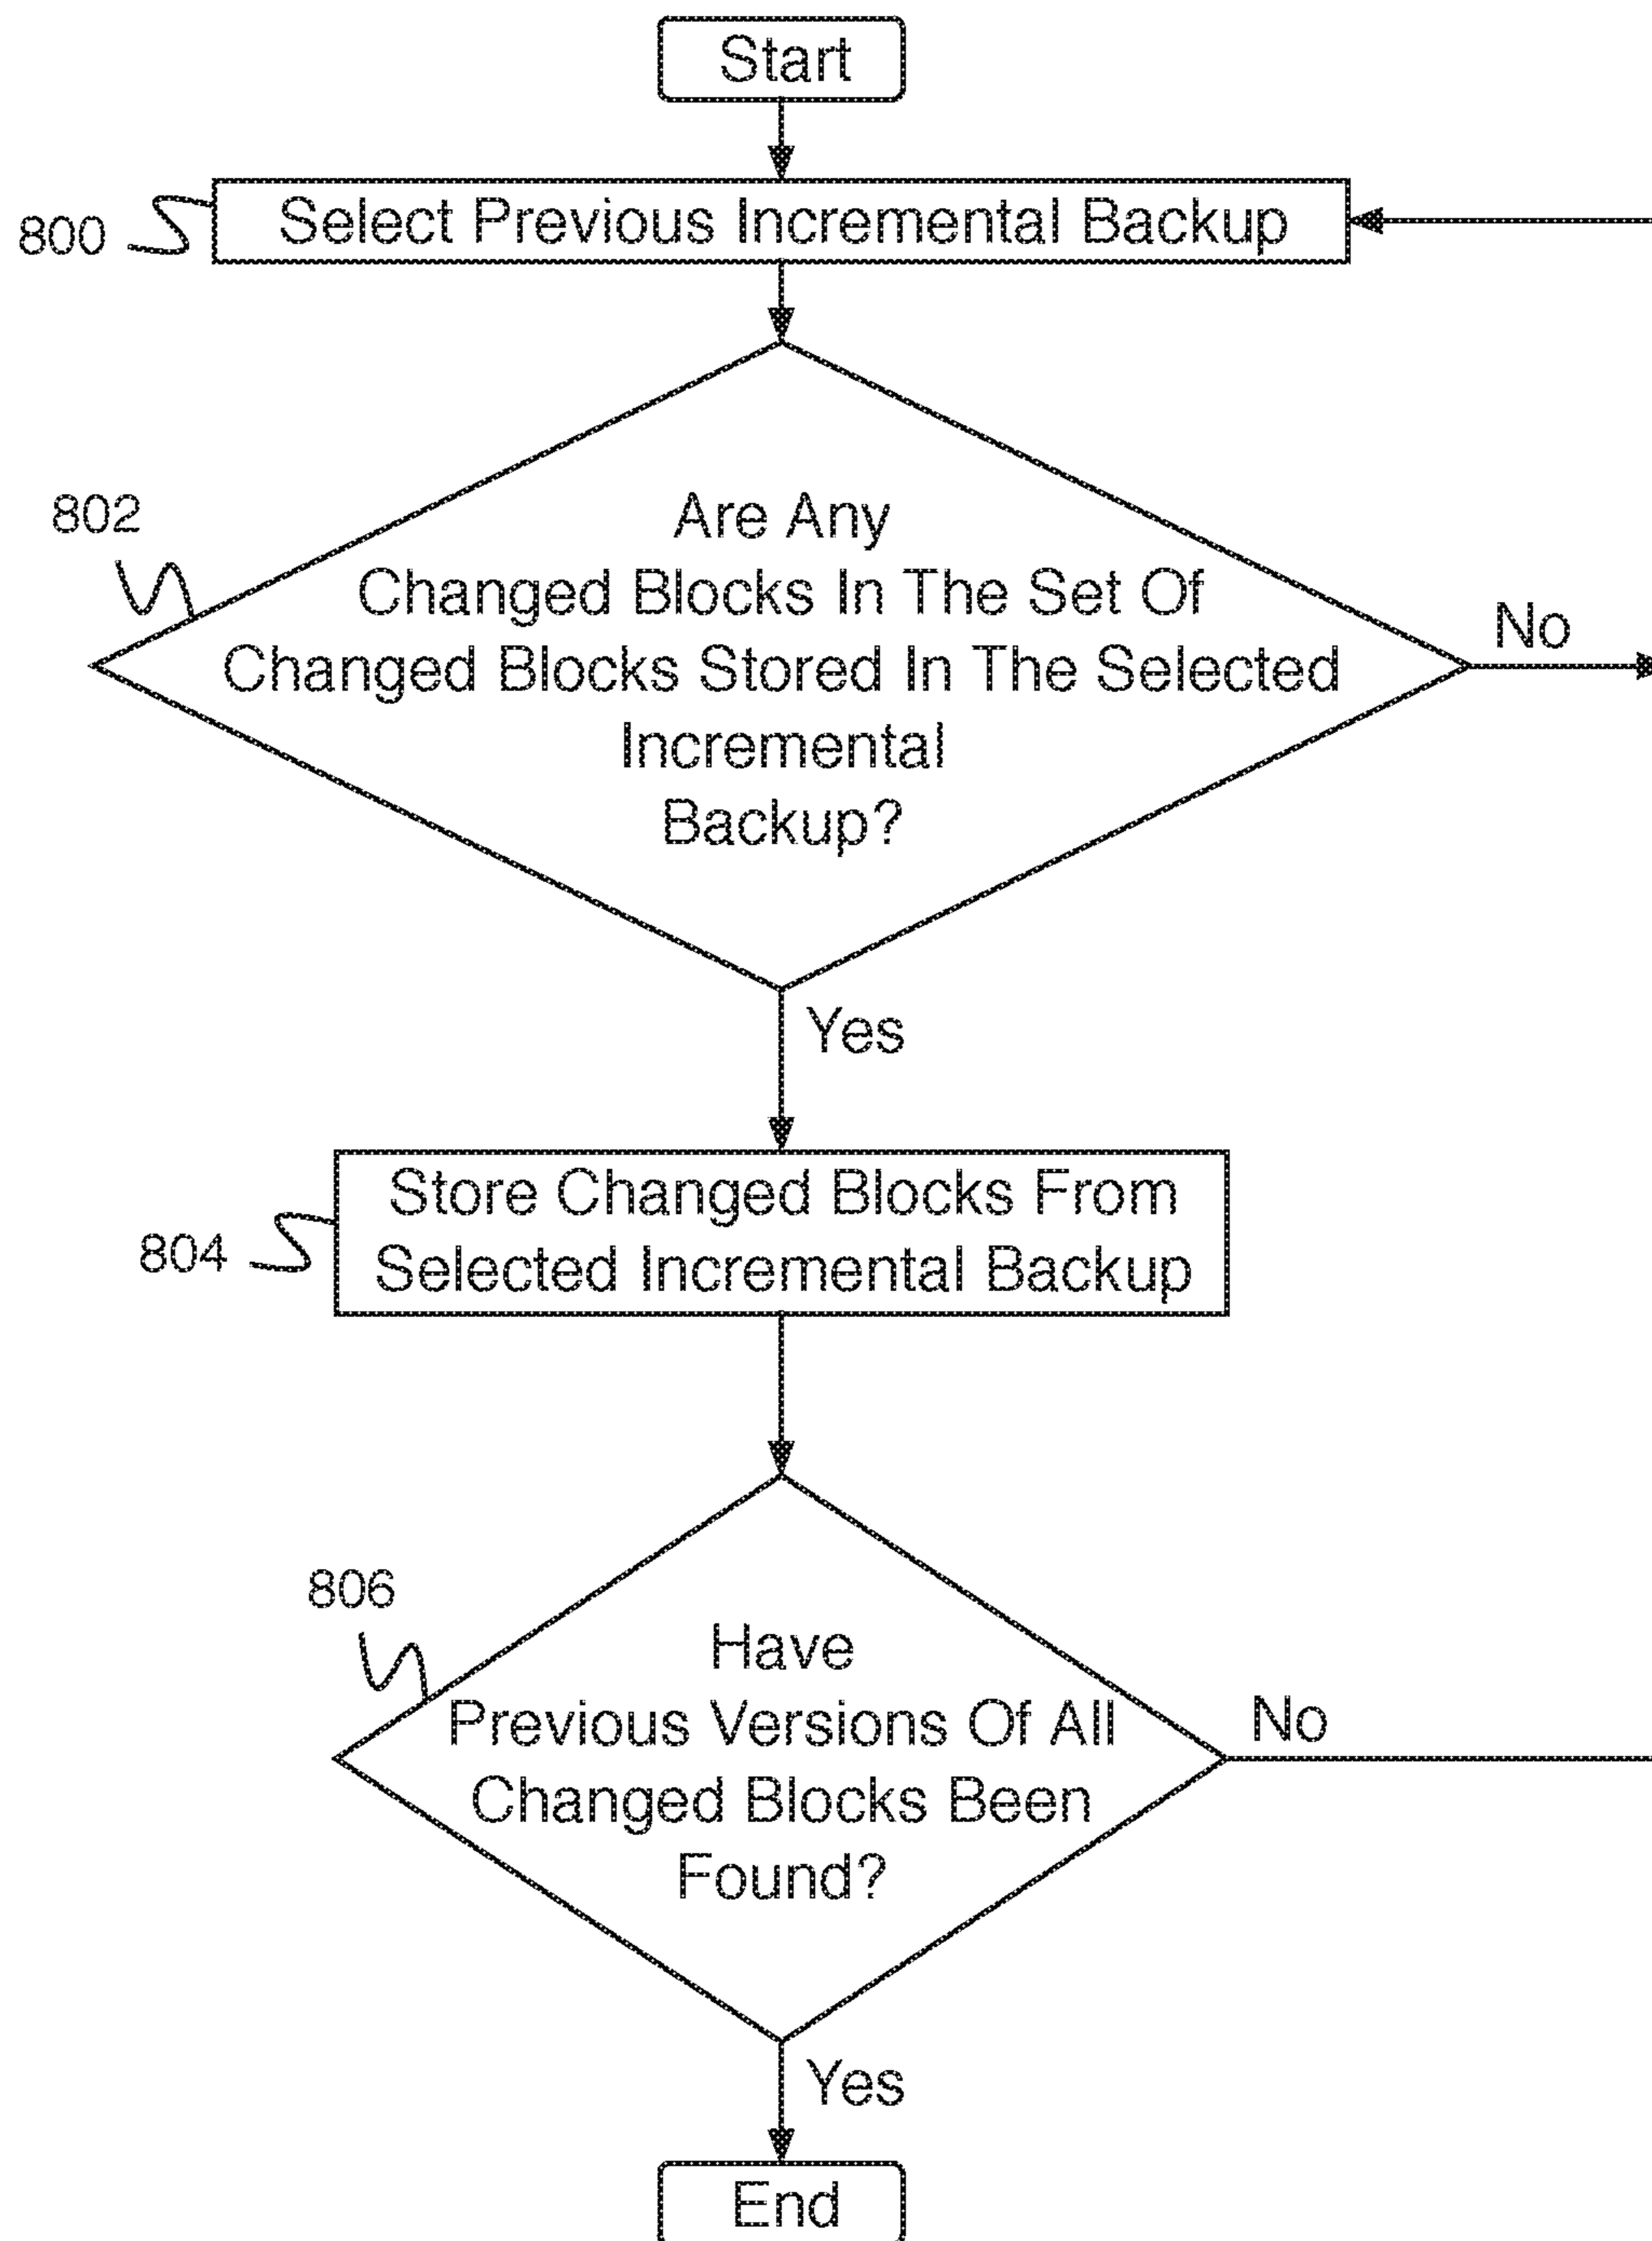 Start
800
Select Previous Incremental Backup
802
Are Any
Changed Blocks In The Set Of
Changed Blocks Stored In The Selected
Incremental
Backup?
No
Yes
804
Store Changed Blocks From
Selected Incremental Backup
806
Have
Previous Versions Of All
Changed Blocks Been
Found?
No
Yes
End